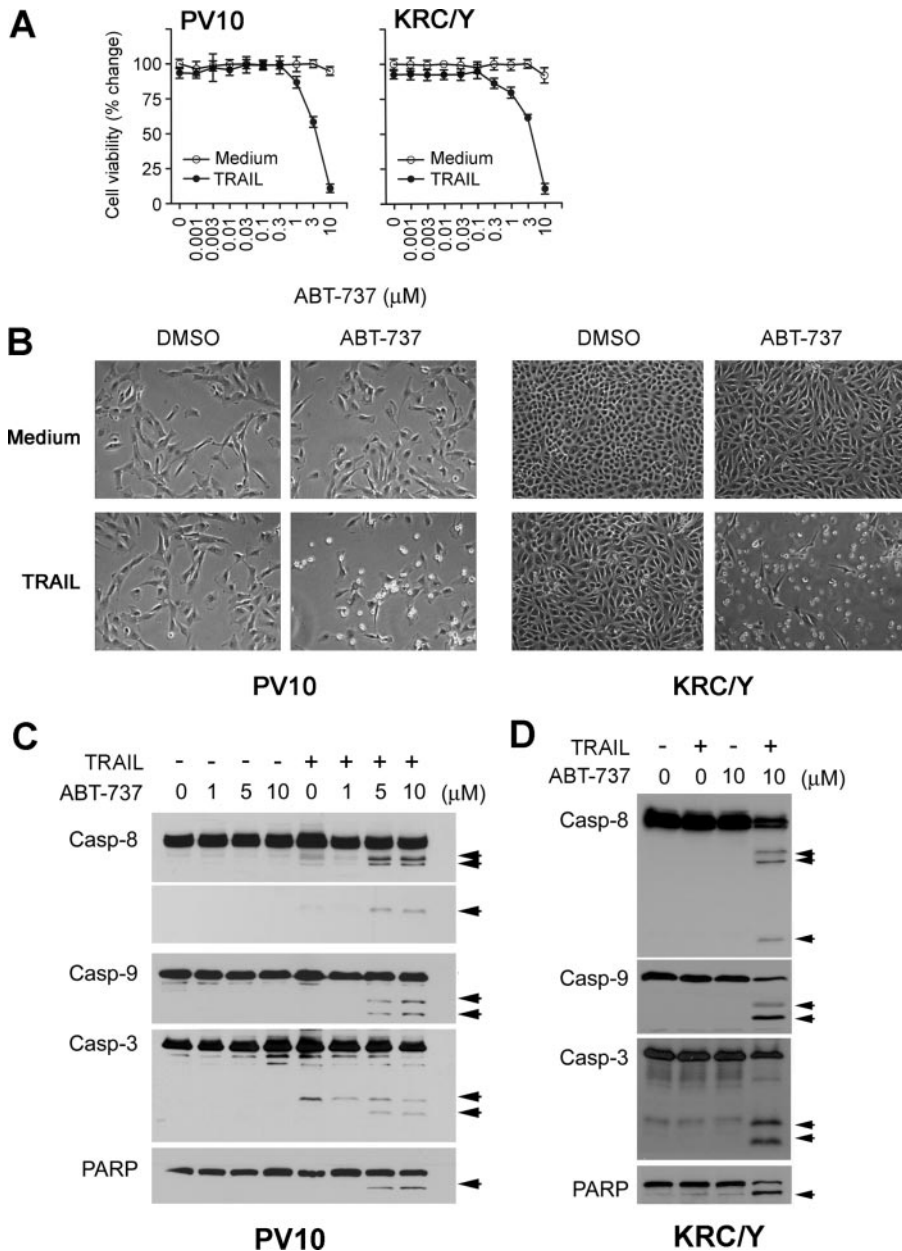 A
PV10
KRC/Y
Cell viability (% change)
100
75
50
25
0
Medium
TRAIL
Medium
TRAIL
0 0.001 0.003 0.01 0.03 0.1 0.3 1 3 10
0 0.001 0.003 0.01 0.03 0.1 0.3 1 3 10
ABT-737 (μM)
B
DMSO ABT-737 DMSO ABT-737
Medium
TRAIL
PV10 KRC/Y
C
TRAIL - - - - + + + +
ABT-737 0 1 5 10 0 1 5 10 (μM)
Casp-8
Casp-9
Casp-3
PARP
PV10
D
TRAIL - + - +
ABT-737 0 0 10 10 (μM)
Casp-8
Casp-9
Casp-3
PARP
KRC/Y